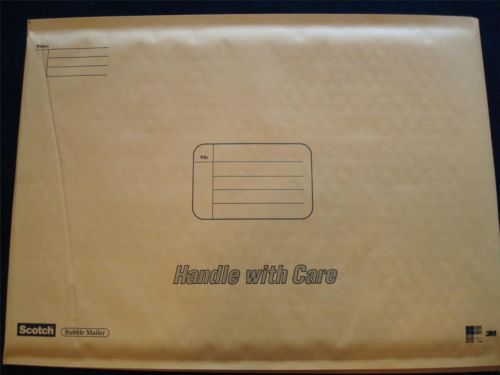 From:
TO:
Handle with Care
Scotch Bubble Mailer
3M